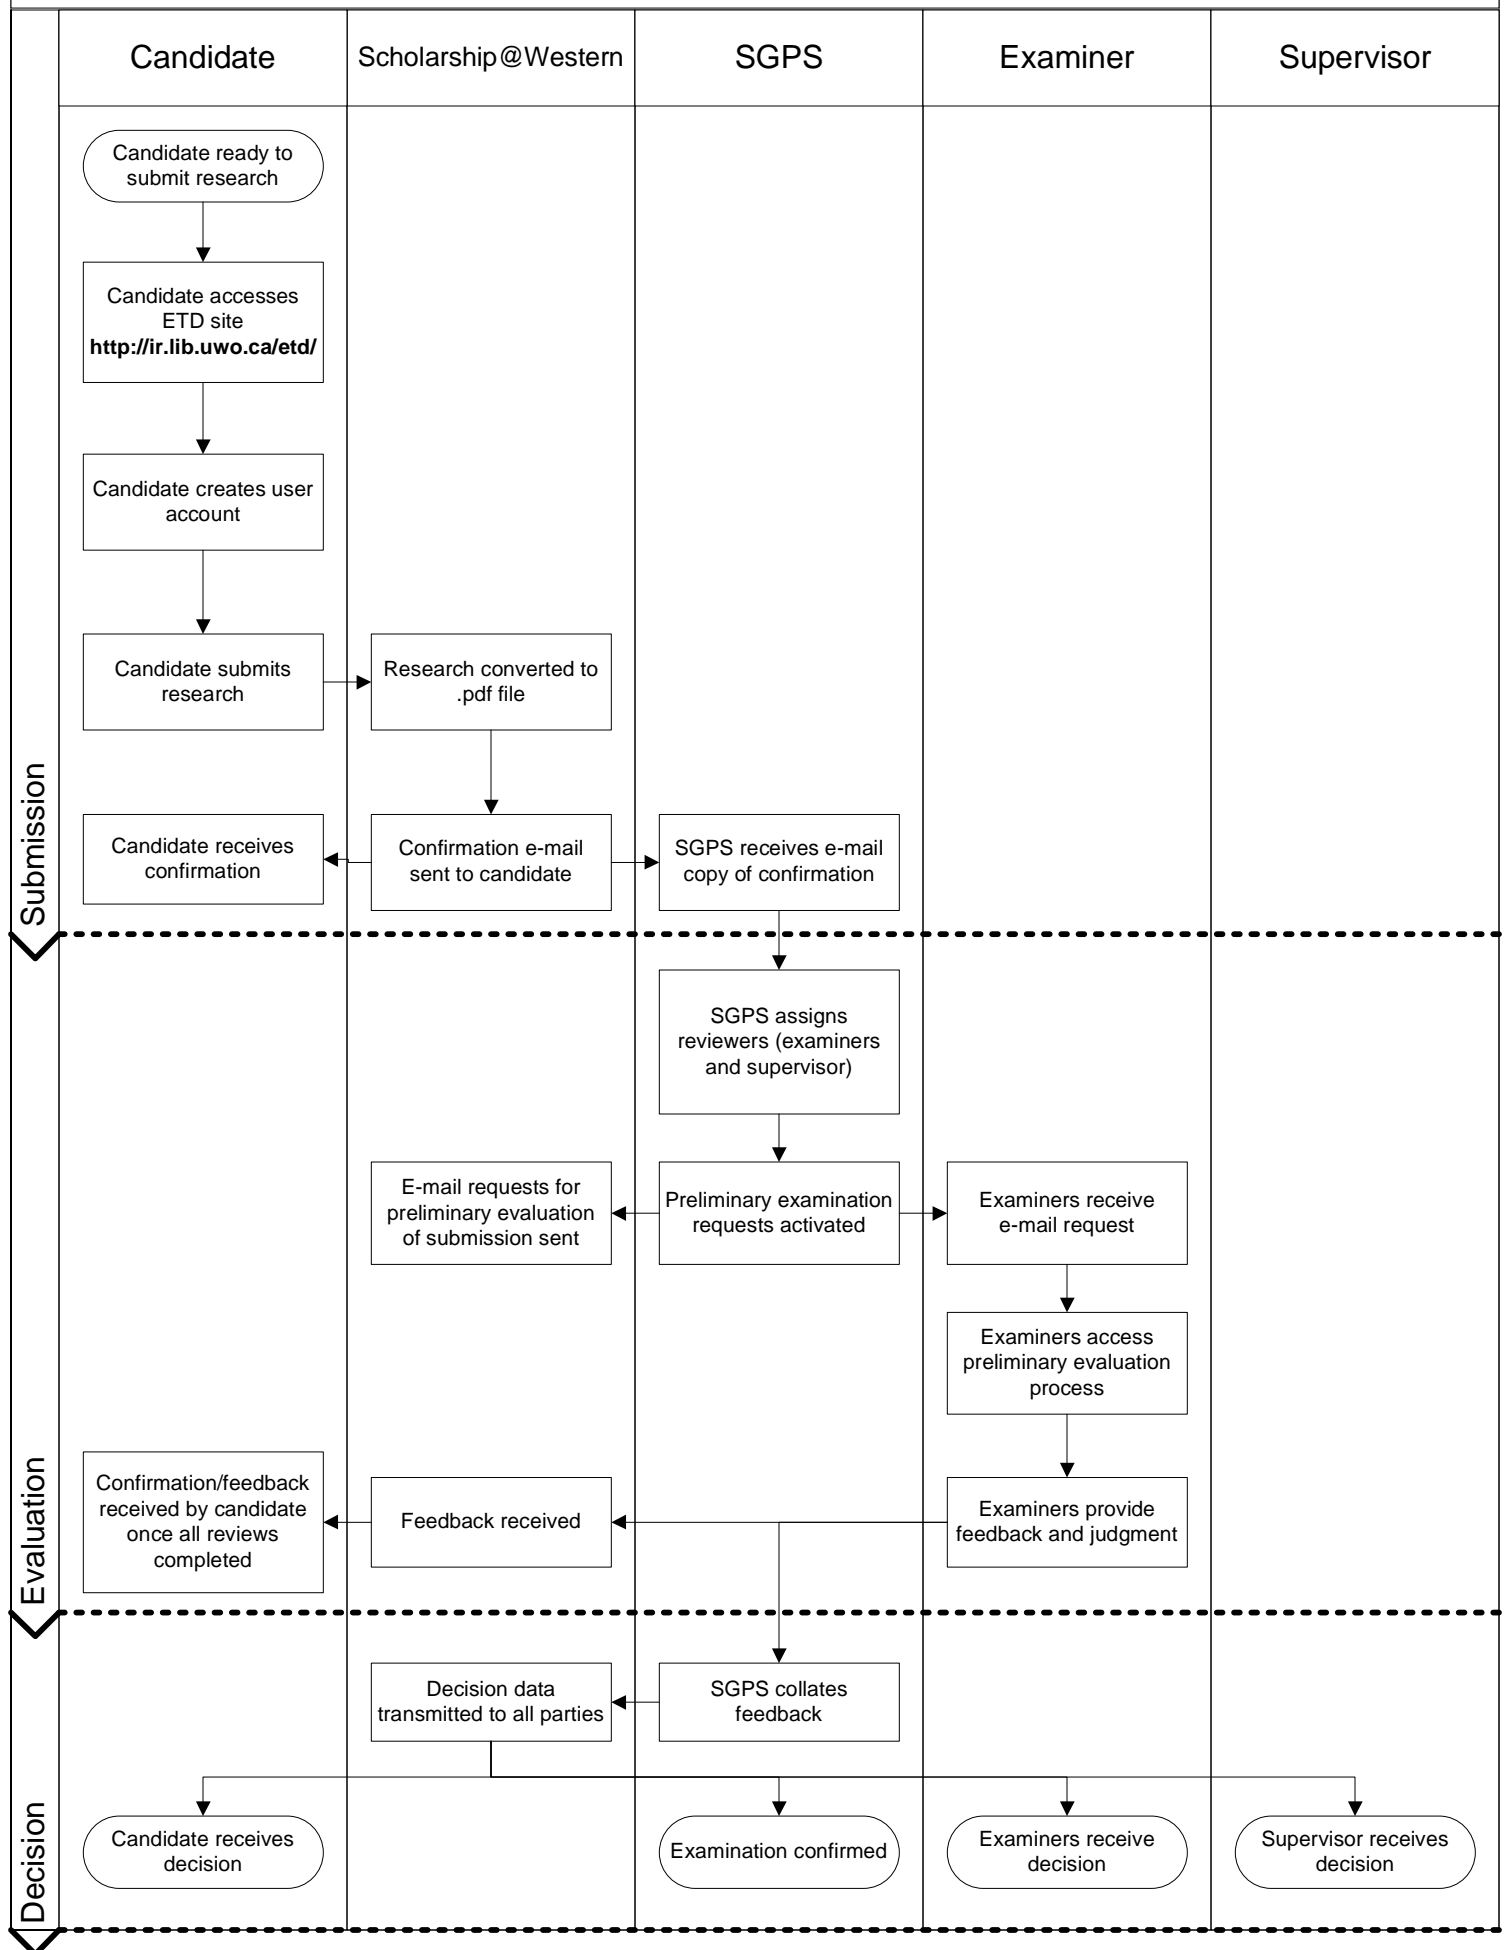 Candidate
Scholarship@Western
SGPS
Examiner
Supervisor
Submission
Candidate ready to
submit research
Candidate accesses
ETD site
http://ir.lib.uwo.ca/etd/
Candidate creates user
account
Candidate submits
research
Research converted to
.pdf file
Candidate receives
confirmation
Confirmation e-mail
sent to candidate
SGPS receives e-mail
copy of confirmation
Evaluation
SGPS assigns
reviewers (examiners
and supervisor)
E-mail requests for
preliminary evaluation
of submission sent
Preliminary examination
requests activated
Examiners receive
e-mail request
Examiners access
preliminary evaluation
process
Confirmation/feedback
received by candidate
once all reviews
completed
Feedback received
Examiners provide
feedback and judgment
Decision
Decision data
transmitted to all parties
SGPS collates
feedback
Candidate receives
decision
Examination confirmed
Examiners receive
decision
Supervisor receives
decision